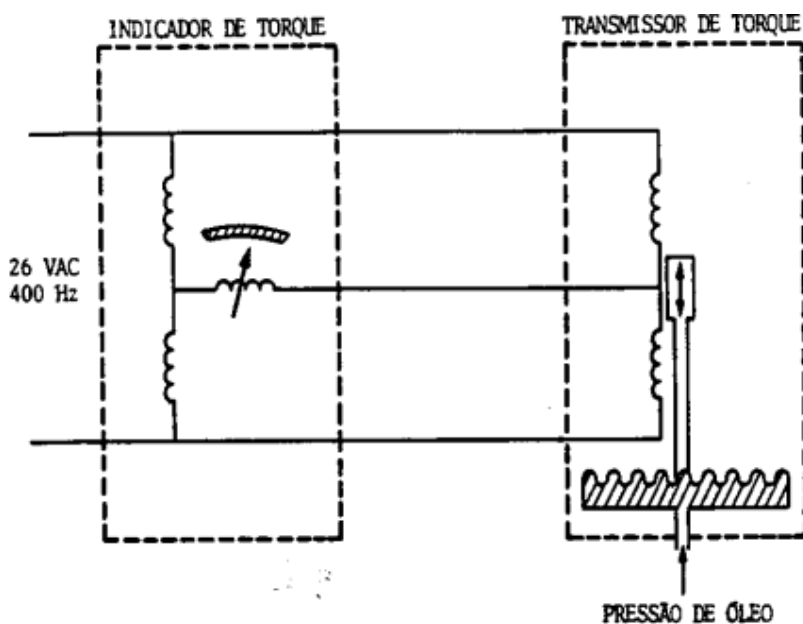 INDICADOR DE TORQUE
TRANSMISSOR DE TORQUE
26 VAC
400 Hz
PRESSÃO DE ÓLEO